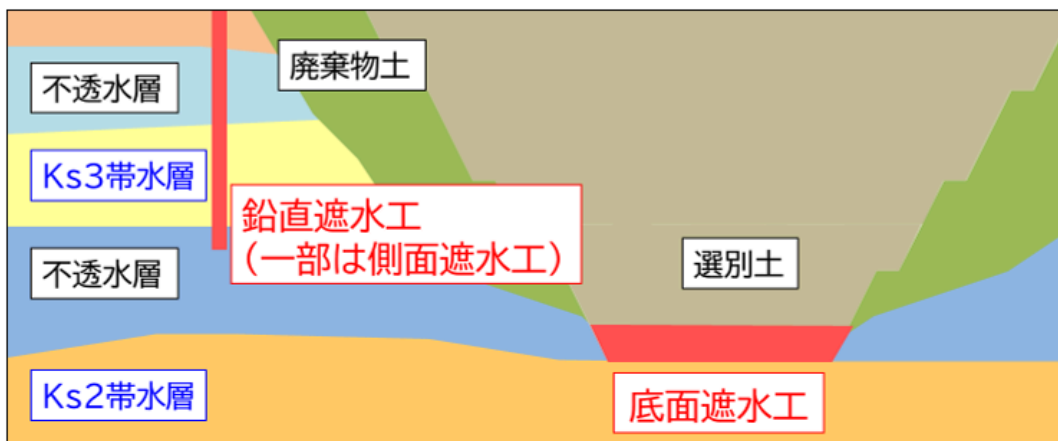 不透水層
廃棄物土
Ks3帯水層
鉛直遮水工
（一部は側面遮水工）
不透水層
選別土
Ks2帯水層
底面遮水工